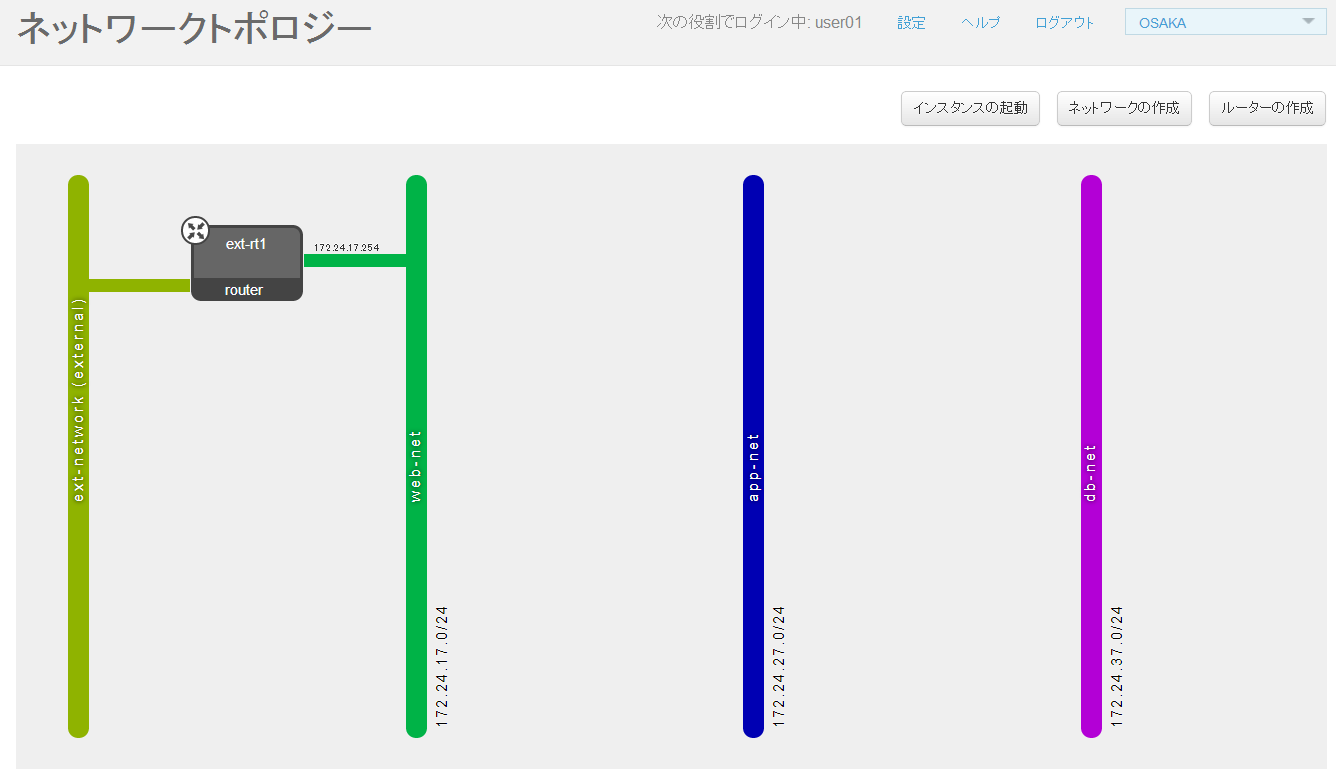 ネットワークトポロジー
次の役割でログイン中: user01
設定
ヘルプ
ログアウト
OSAKA
インスタンスの起動
ネットワークの作成
ルーターの作成
ext-rt1
router
172.24.17.254
ext-network (external)
web-net
172.24.17.0/24
app-net
172.24.27.0/24
db-net
172.24.37.0/24